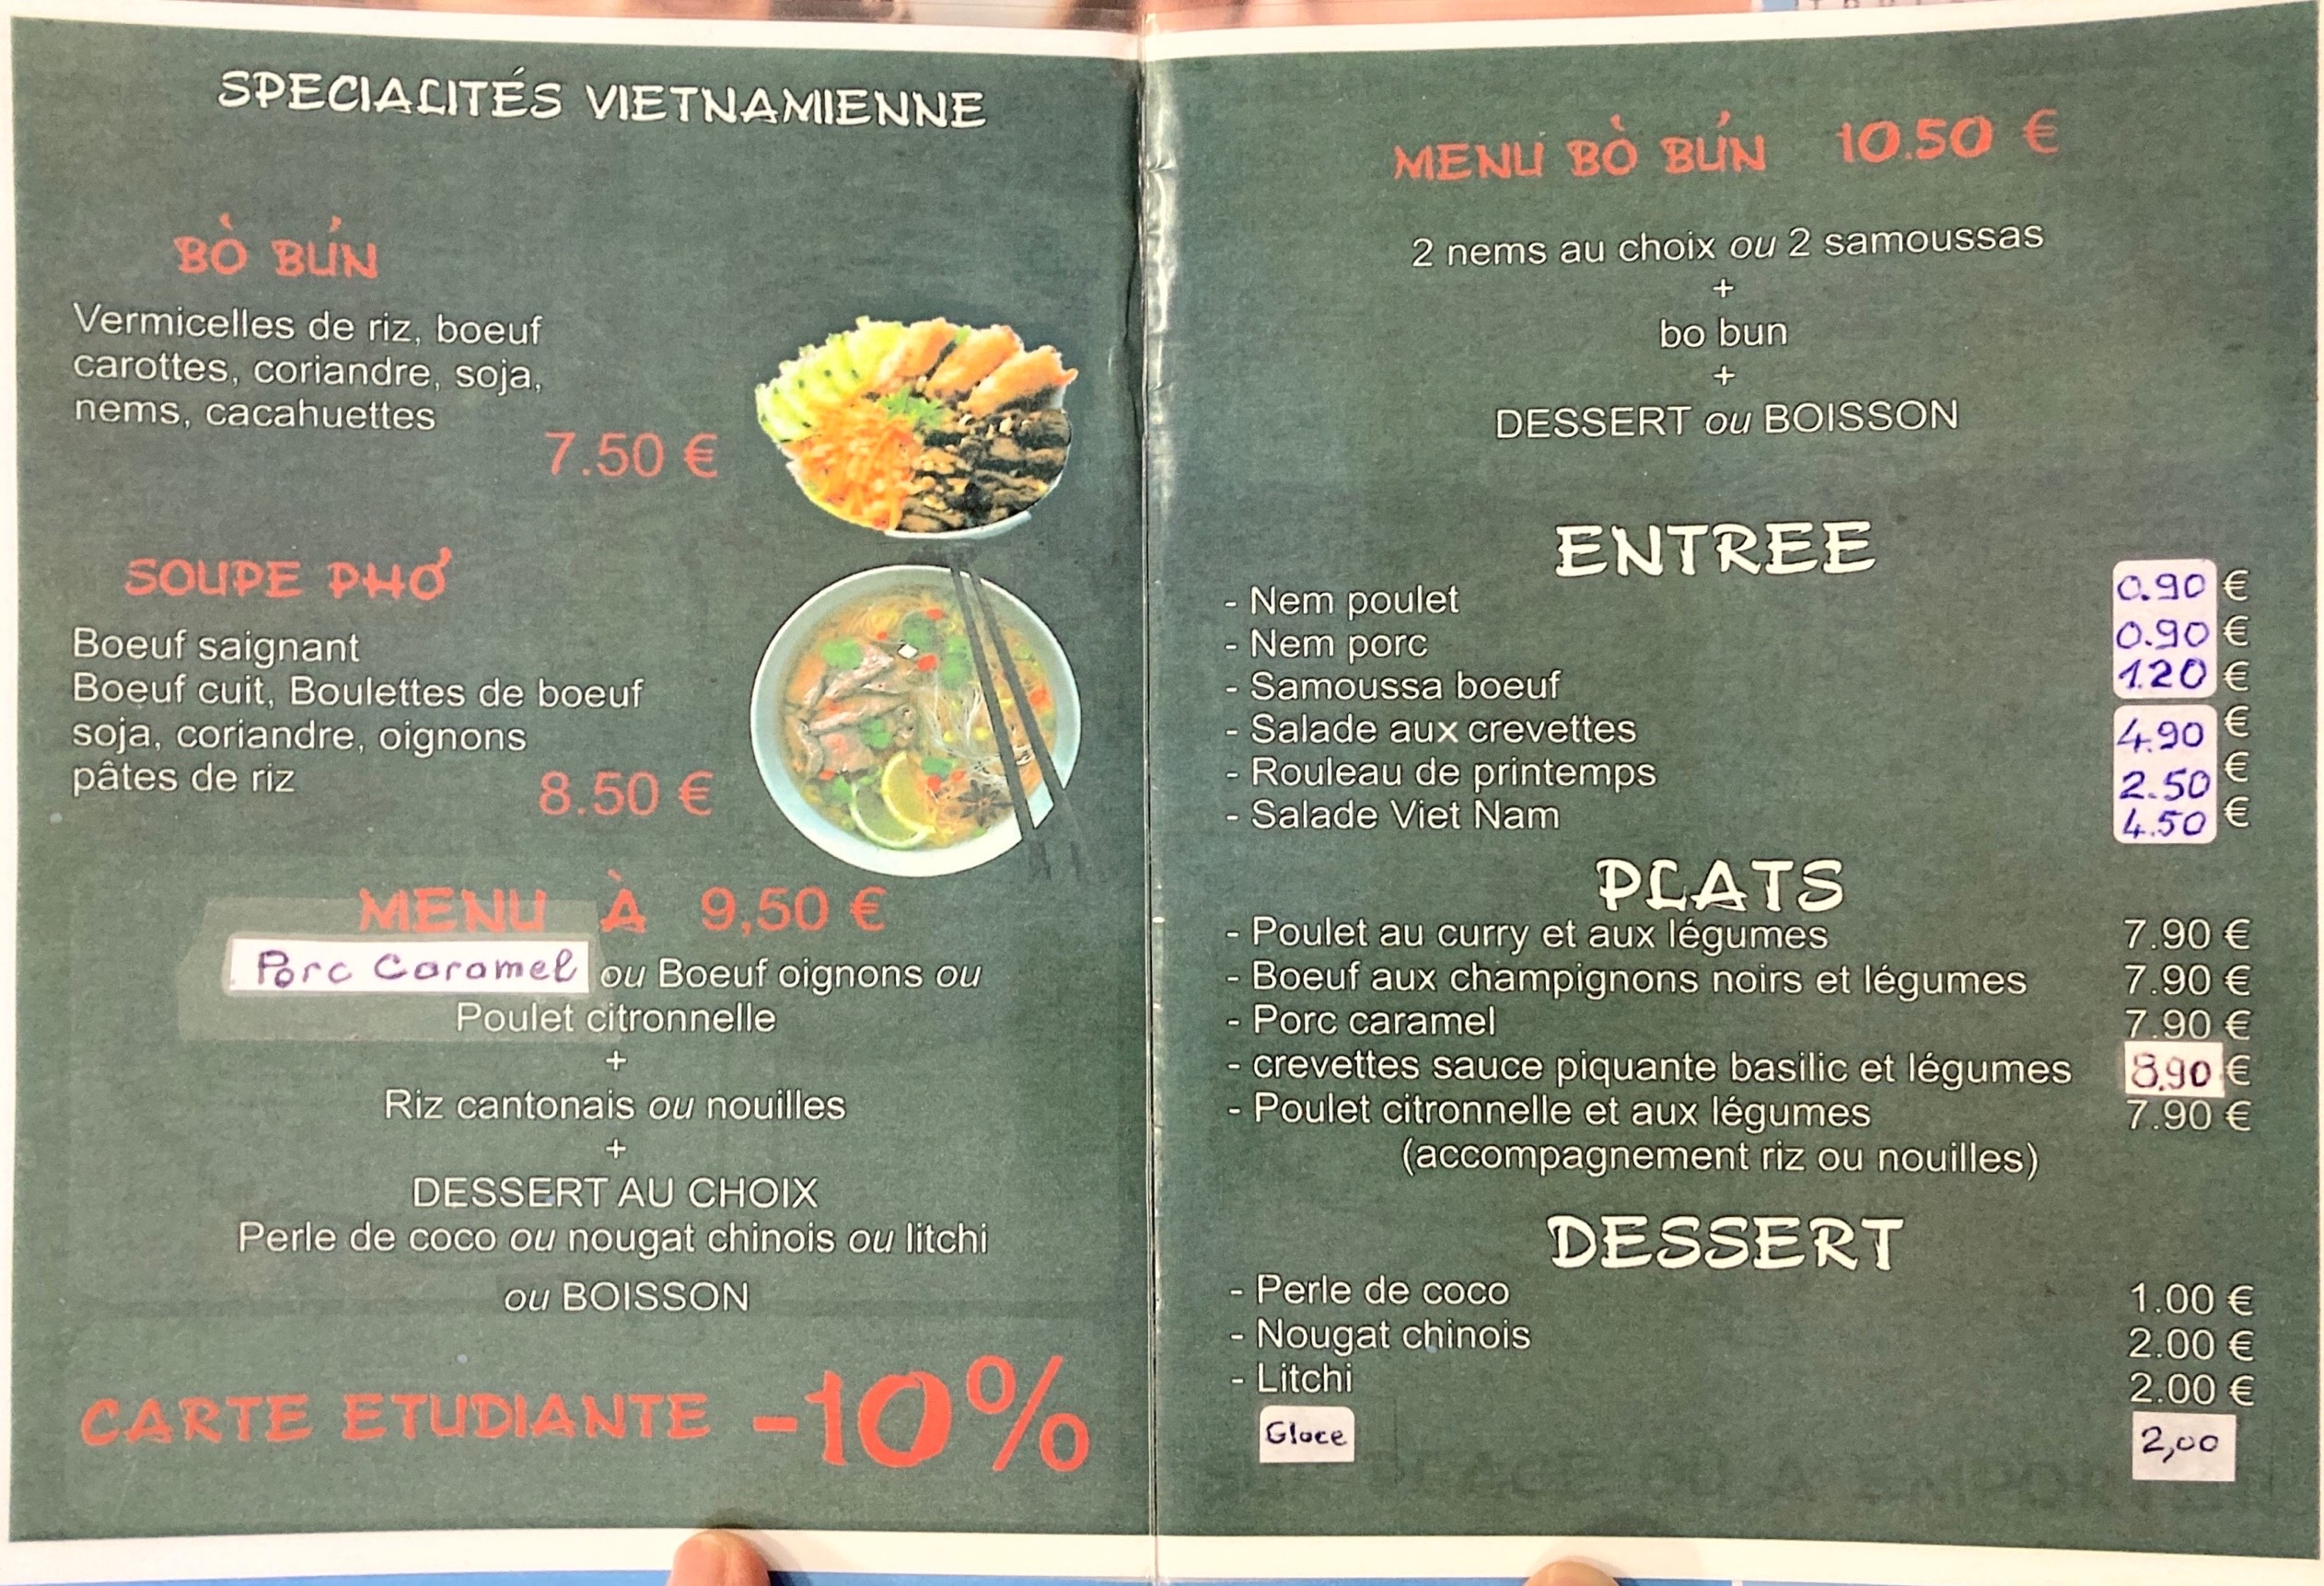 SPECIALITÉS VIETNAMIENNE
BÒ BÚN
Vermicelles de riz, boeuf
carottes, coriandre, soja,
nems, cacahuettes
7.50 €
SOUPE PHỞ
Boeuf saignant
Boeuf cuit, Boulettes de boeuf
soja, coriandre, oignons
pâtes de riz
8.50 €
MENU À 9,50 €
Porc Caramel ou Boeuf oignons ou
Poulet citronnelle
+
Riz cantonais ou nouilles
+
DESSERT AU CHOIX
Perle de coco ou nougat chinois ou litchi
ou BOISSON
CARTE ETUDIANTE -10%
MENU BÒ BÚN 10.50 €
2 nems au choix ou 2 samoussas
+
bo bun
+
DESSERT ou BOISSON
ENTREE
- Nem poulet 0.90 €
- Nem porc 0.90 €
- Samoussa boeuf 1.20 €
- Salade aux crevettes 4.90 €
- Rouleau de printemps 2.50 €
- Salade Viet Nam 4.50 €
PLATS
- Poulet au curry et aux légumes 7.90 €
- Boeuf aux champignons noirs et légumes 7.90 €
- Porc caramel 7.90 €
- crevettes sauce piquante basilic et légumes 8.90 €
- Poulet citronnelle et aux légumes 7.90 €
(accompagnement riz ou nouilles)
DESSERT
- Perle de coco 1.00 €
- Nougat chinois 2.00 €
- Litchi 2.00 €
Glace 2,00